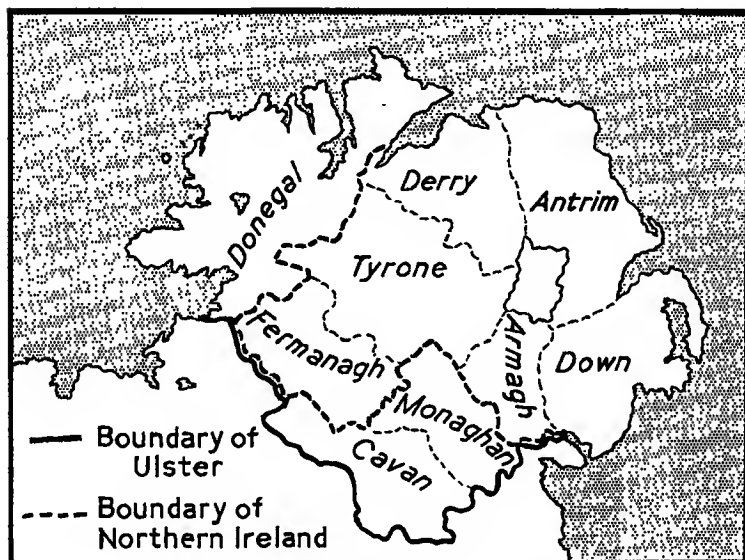 Derry
Antrim
Donegal
Tyrone
Fermanagh
Armagh
Down
Monaghan
Cavan
Boundary of
Ulster
Boundary of
Northern Ireland